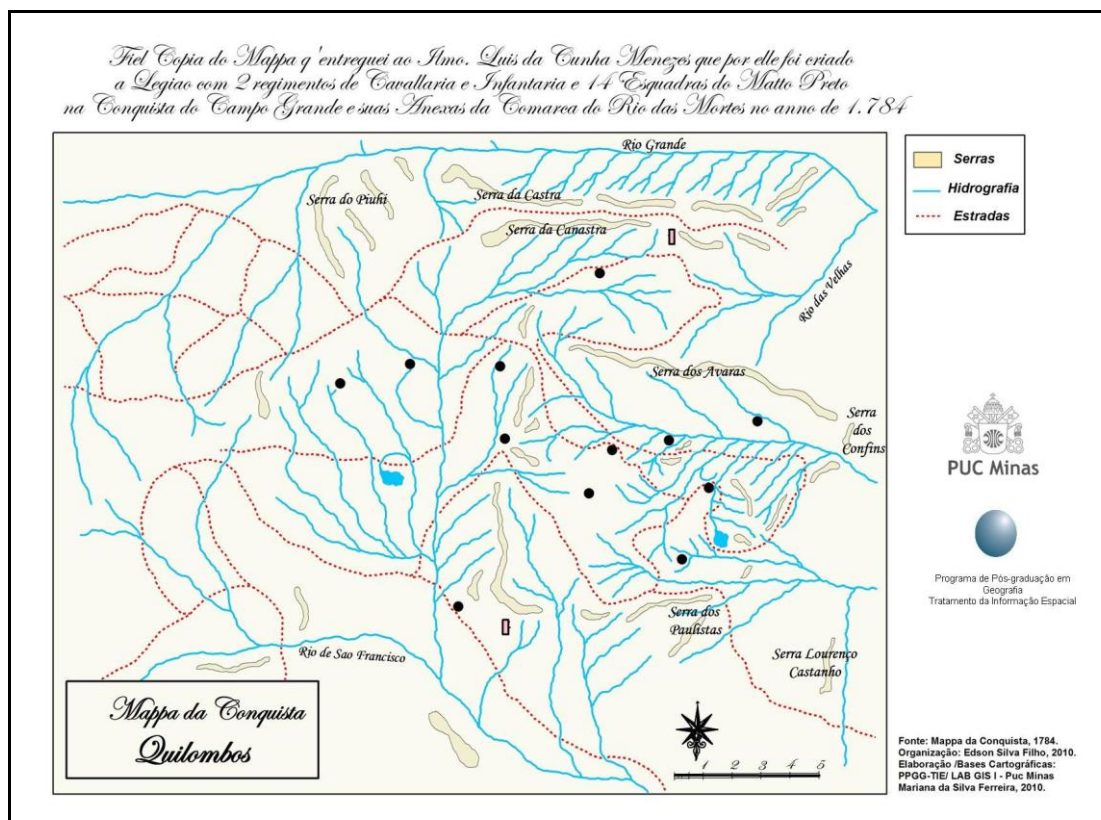 Fiel Copia do Mappa q'entreguei ao Ilmo. Luis da Cunha Menezes que por elle foi criado
a Legiao com 2 regimentos de Cavallaria e Infantaria e 14 Esquadras do Matto Preto
na Conquista do Campo Grande e suas Anexas da Comarca do Rio das Mortes no anno de 1.784
Rio Grande
Serras
Hidrografia
Estradas
Serra do Piuhi
Serra da Castra
Serra da Canastra
Rio das Velhas
Serra dos Avaras
Serra
dos
Confins
PUC Minas
Programa de Pós-graduação em
Geografia
Tratamento da Informação Espacial
Serra dos
Paulistas
Rio de Sao Francisco
Serra Lourenço
Castanho
Mappa da Conquista
Quilombos
1 2 3 4 5
Fonte: Mappa da Conquista, 1784.
Organização: Edson Silva Filho, 2010.
Elaboração /Bases Cartográficas:
PPGG-TIE/ LAB GIS I - Puc Minas
Mariana da Silva Ferreira, 2010.